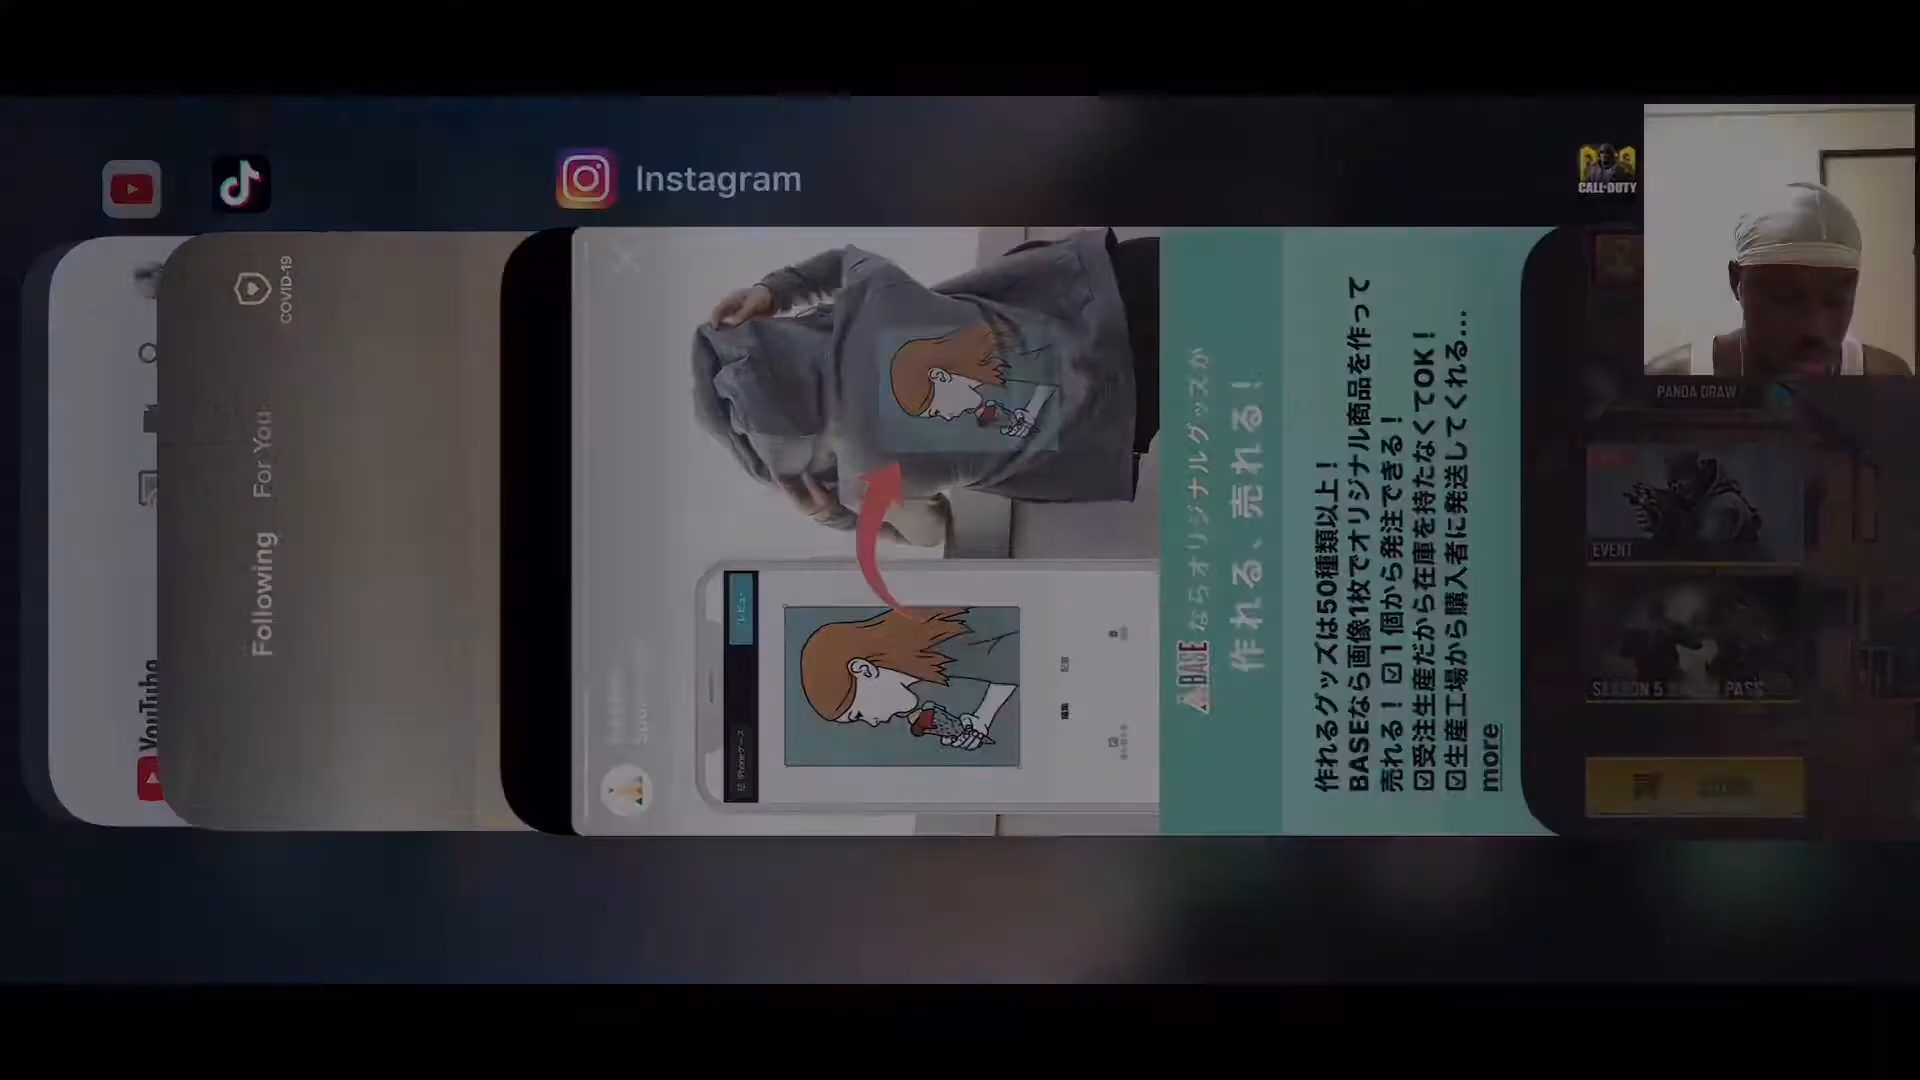 Instagram
CALL OF DUTY
COVID-19
Following For You
YouTube
BASEならオリジナルグッズが
作れる、売れる！
作れるグッズは50種類以上！
BASEなら画像1枚でオリジナル商品を作って
売れる！☑1個から発注できる！
☑受注生産だから在庫を持たなくてOK！
☑生産工場から購入者に発送してくれる...
more
PANDA DRAW
EVENT
SEASON 5 PASS